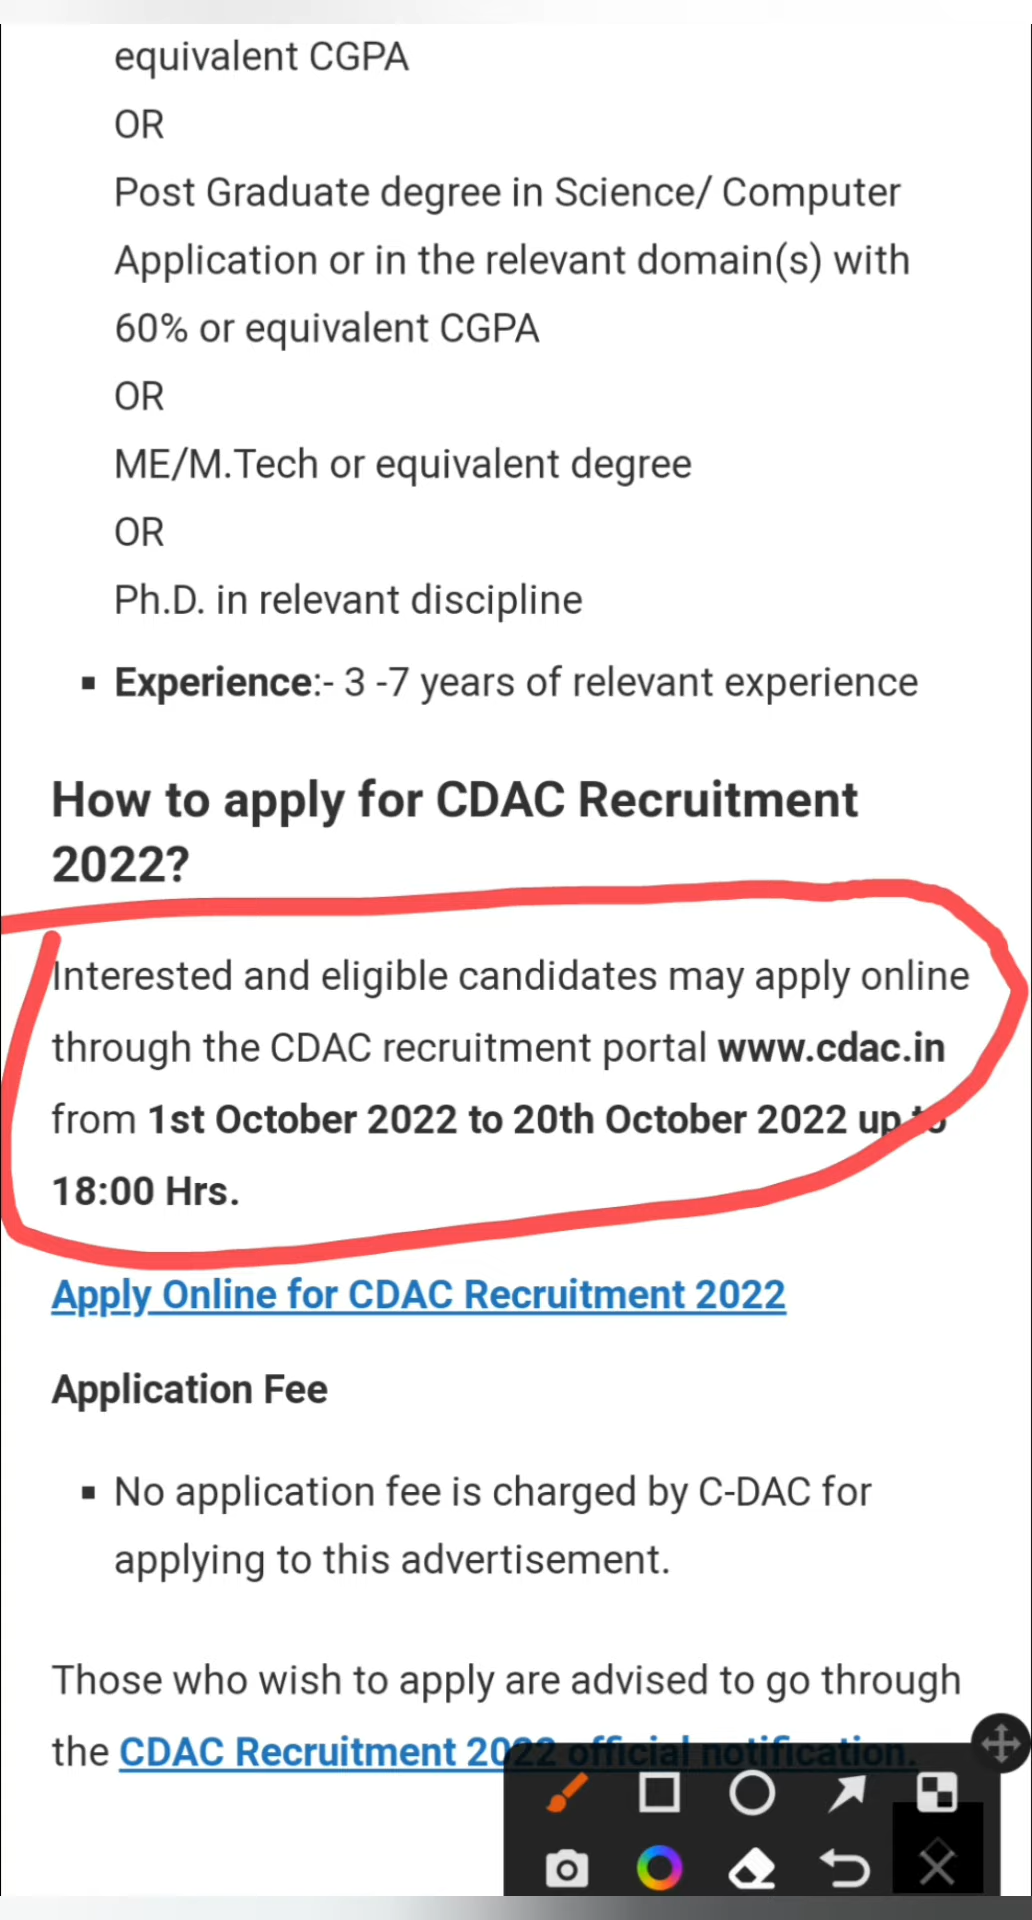 equivalent CGPA
OR
Post Graduate degree in Science/ Computer
Application or in the relevant domain(s) with
60% or equivalent CGPA
OR
ME/M.Tech or equivalent degree
OR
Ph.D. in relevant discipline
▪ Experience:- 3 -7 years of relevant experience
How to apply for CDAC Recruitment
2022?
Interested and eligible candidates may apply online
through the CDAC recruitment portal www.cdac.in
from 1st October 2022 to 20th October 2022 up to
18:00 Hrs.
Apply Online for CDAC Recruitment 2022
Application Fee
▪ No application fee is charged by C-DAC for
applying to this advertisement.
Those who wish to apply are advised to go through
the CDAC Recruitment 2022 official notification.